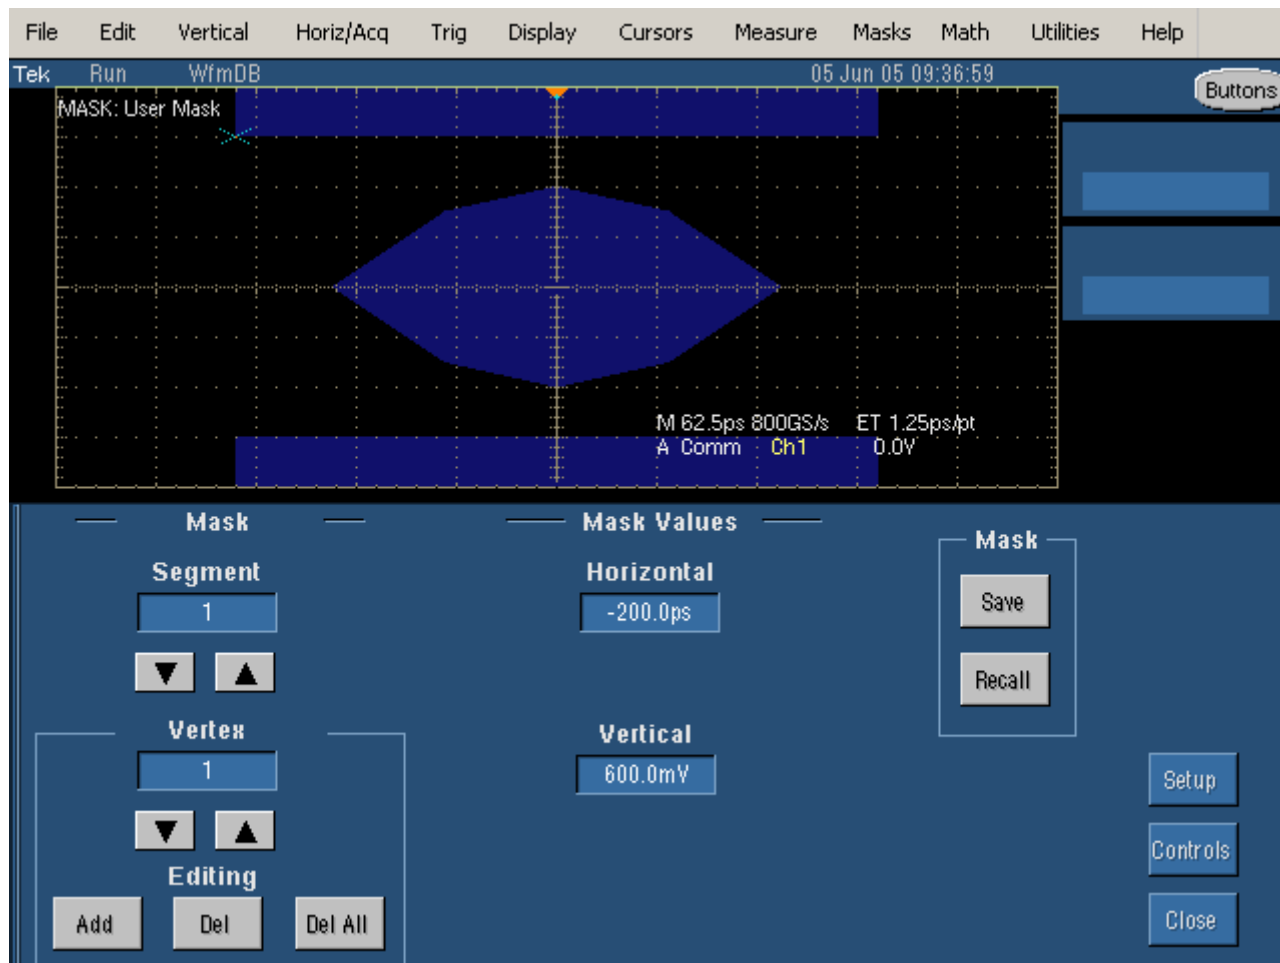 File Edit Vertical Horiz/Acq Trig Display Cursors Measure Masks Math Utilities Help
Tek Run WfmDB 05 Jun 05 09:36:59
Buttons
MASK: User Mask
M 62.5ps 800GS/s ET 1.25ps/pt
A Comm Ch1 0.0V
Mask
Mask Values
Mask
Segment
Horizontal
1
-200.0ps
Save
Recall
Vertex
Vertical
1
600.0mV
Setup
Controls
Editing
Add Del Del All
Close